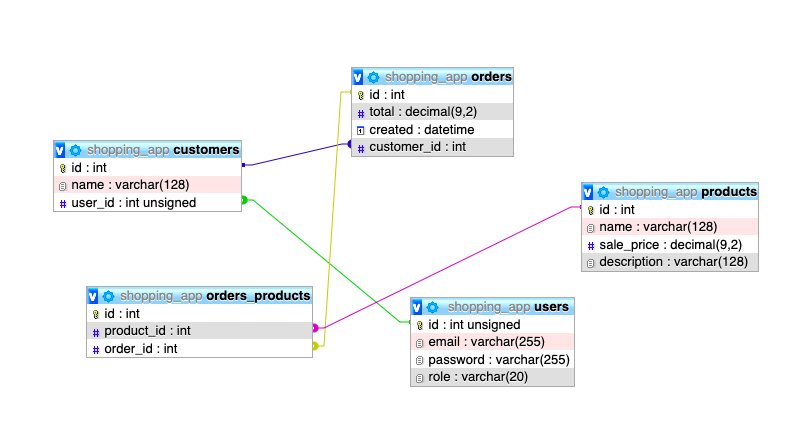 v shopping_app orders
id : int
# total : decimal(9,2)
created : datetime
# customer_id : int
v shopping_app customers
id : int
name : varchar(128)
# user_id : int unsigned
v shopping_app products
id : int
name : varchar(128)
# sale_price : decimal(9,2)
description : varchar(128)
v shopping_app orders_products
id : int
# product_id : int
# order_id : int
v shopping_app users
id : int unsigned
email : varchar(255)
password : varchar(255)
role : varchar(20)